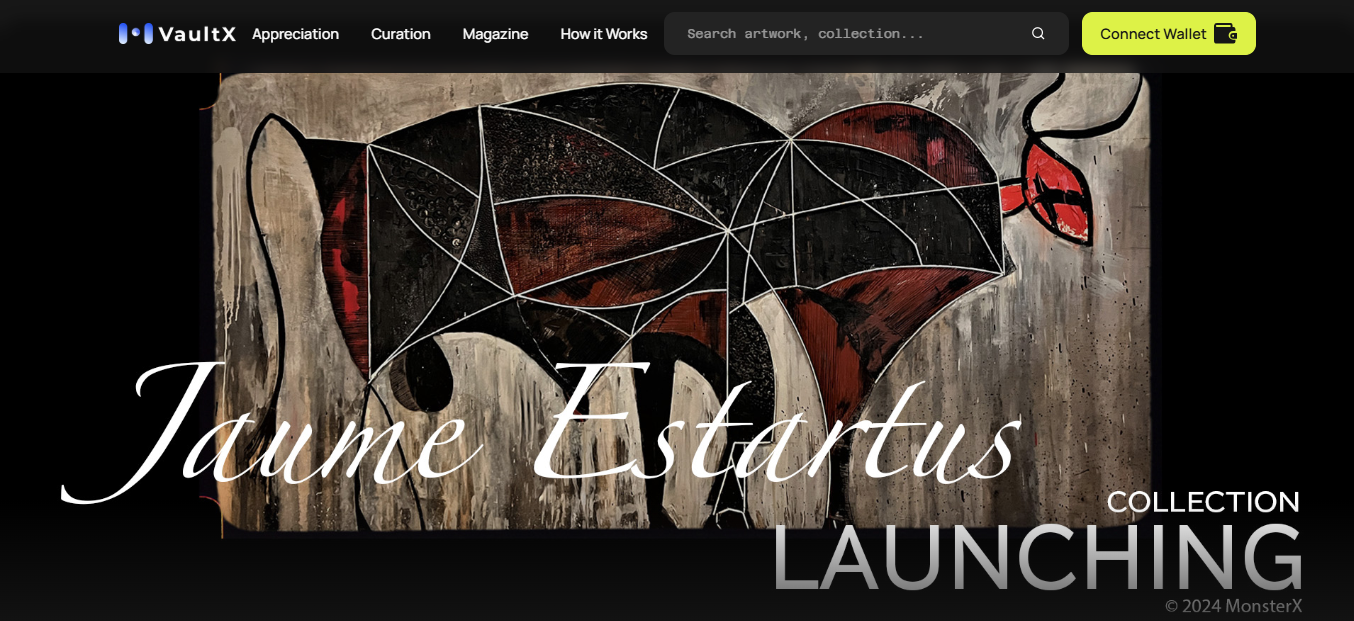 VaultX Appreciation Curation Magazine How it Works Search artwork, collection... Connect Wallet
Jaume Estartus
COLLECTION
LAUNCHING
© 2024 MonsterX